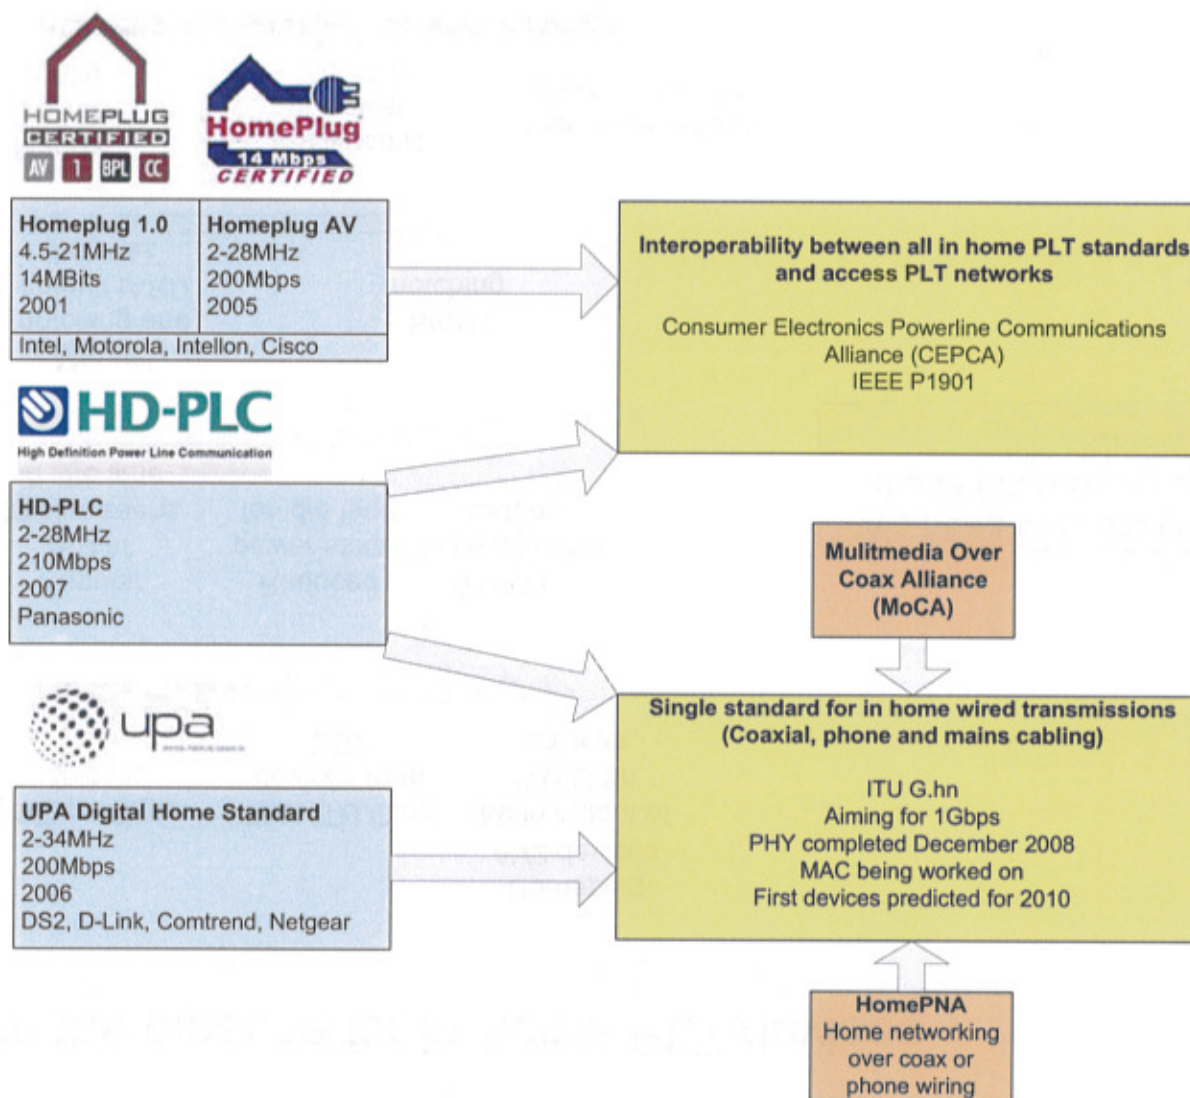 HOMEPLUG
CERTIFIED
AV 1 BPL CC
HomePlug
14 Mbps
CERTIFIED
Homeplug 1.0
4.5-21MHz
14MBits
2001
Homeplug AV
2-28MHz
200Mbps
2005
Intel, Motorola, Intellon, Cisco
Interoperability between all in home PLT standards
and access PLT networks
Consumer Electronics Powerline Communications
Alliance (CEPCA)
IEEE P1901
HD-PLC
High Definition Power Line Communication
HD-PLC
2-28MHz
210Mbps
2007
Panasonic
Mulitmedia Over
Coax Alliance
(MoCA)
upa
UPA Digital Home Standard
2-34MHz
200Mbps
2006
DS2, D-Link, Comtrend, Netgear
Single standard for in home wired transmissions
(Coaxial, phone and mains cabling)
ITU G.hn
Aiming for 1Gbps
PHY completed December 2008
MAC being worked on
First devices predicted for 2010
HomePNA
Home networking
over coax or
phone wiring